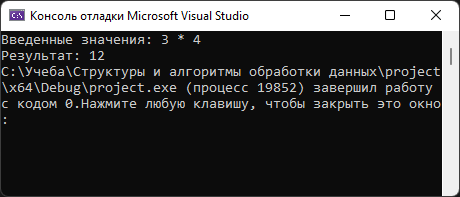 Консоль отладки Microsoft Visual Studio
Введенные значения: 3 * 4
Результат: 12
C:\Учеба\Структуры и алгоритмы обработки данных\project
\x64\Debug\project.exe (процесс 19852) завершил работу
с кодом 0.Нажмите любую клавишу, чтобы закрыть это окно
: